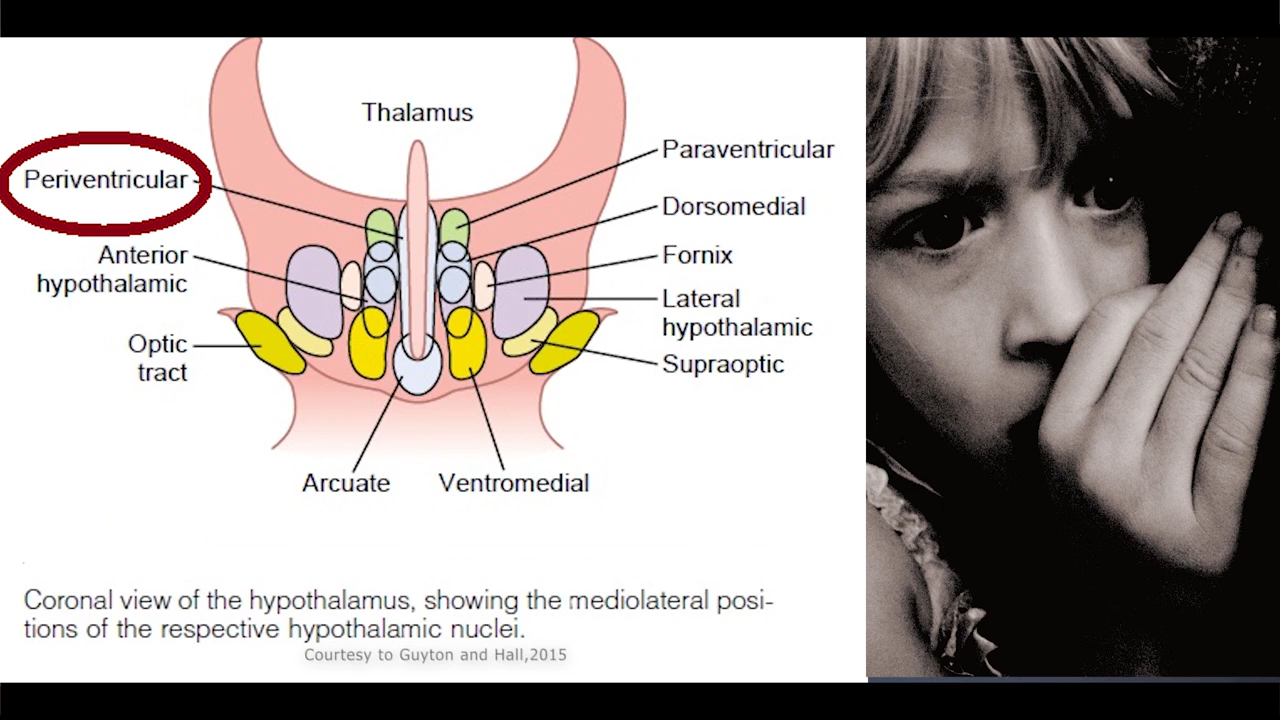 Thalamus
Periventricular
Paraventricular
Dorsomedial
Anterior
hypothalamic
Fornix
Lateral
hypothalamic
Optic
tract
Supraoptic
Arcuate
Ventromedial
Coronal view of the hypothalamus, showing the mediolateral posi-
tions of the respective hypothalamic nuclei.
Courtesy to Guyton and Hall,2015